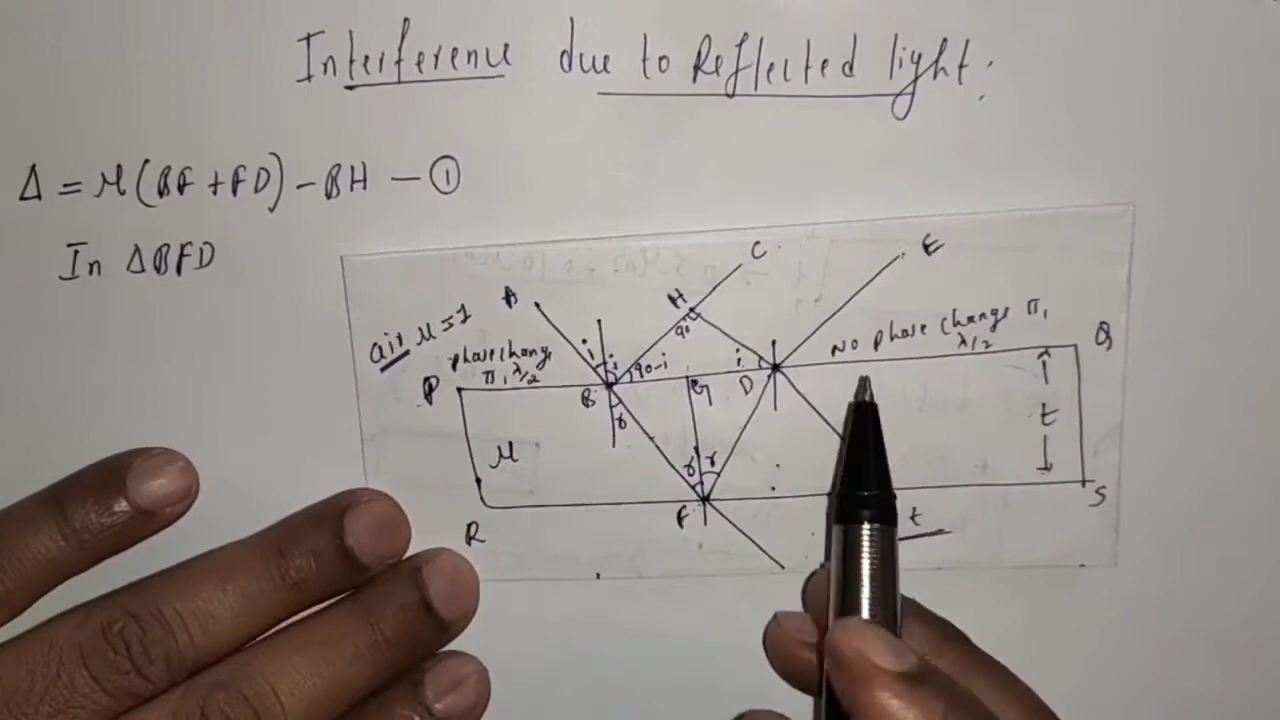 Interference due to Reflected light.
Δ = μ(BF + FD) - BH - ①
In ΔBFD
C
E
A
H
air μ = 1
90
No phase change π, λ/2
Q
phase change π, λ/2
i
i
90-i
i
P
B
G
D
t
r
μ
r
r
S
R
F
t